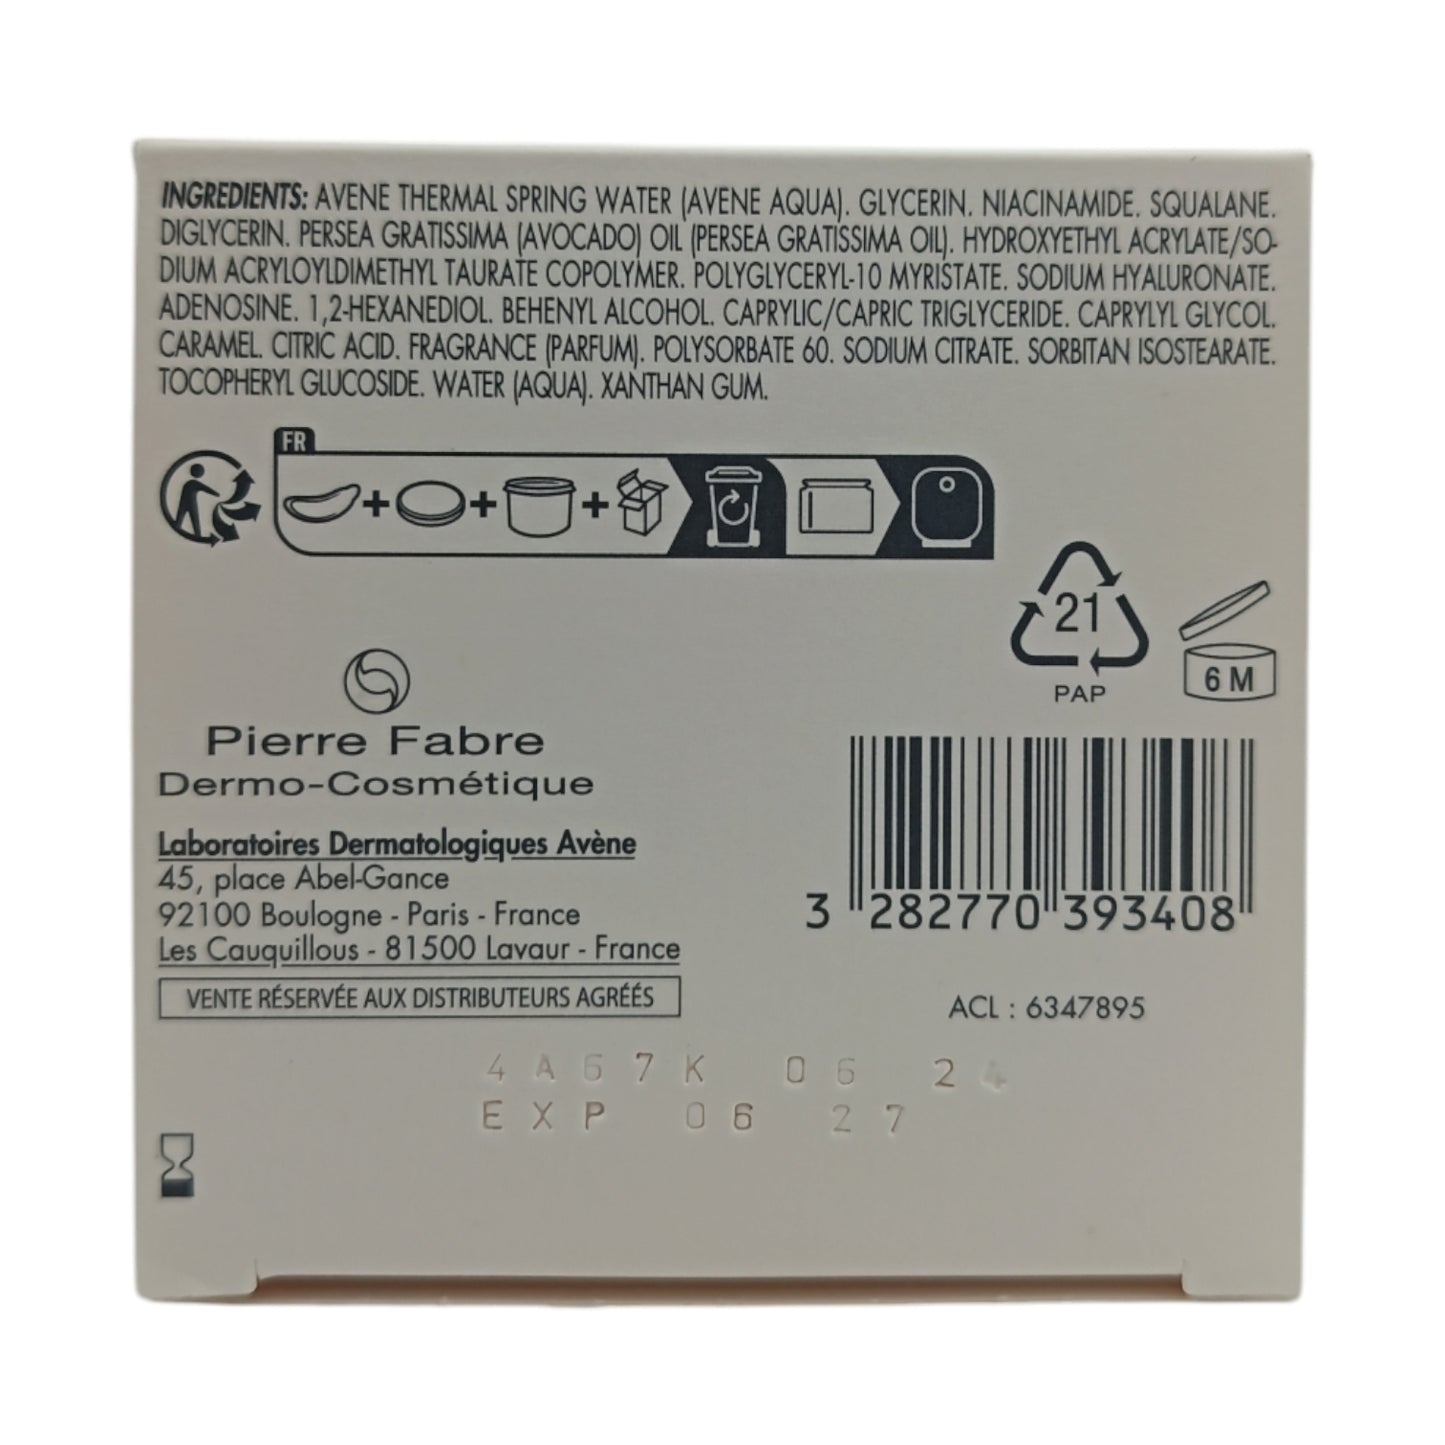 INGREDIENTS: AVENE THERMAL SPRING WATER (AVENE AQUA). GLYCERIN. NIACINAMIDE. SQUALANE.
DIGLYCERIN. PERSEA GRATISSIMA (AVOCADO) OIL (PERSEA GRATISSIMA OIL). HYDROXYETHYL ACRYLATE/SO-
DIUM ACRYLOYLDIMETHYL TAURATE COPOLYMER. POLYGLYCERYL-10 MYRISTATE. SODIUM HYALURONATE.
ADENOSINE. 1,2-HEXANEDIOL. BEHENYL ALCOHOL. CAPRYLIC/CAPRIC TRIGLYCERIDE. CAPRYLYL GLYCOL.
CARAMEL. CITRIC ACID. FRAGRANCE (PARFUM). POLYSORBATE 60. SODIUM CITRATE. SORBITAN ISOSTEARATE.
TOCOPHERYL GLUCOSIDE. WATER (AQUA). XANTHAN GUM.
FR
21
PAP
6 M
Pierre Fabre
Dermo-Cosmétique
Laboratoires Dermatologiques Avène
45, place Abel-Gance
92100 Boulogne - Paris - France
Les Cauquillous - 81500 Lavaur - France
VENTE RÉSERVÉE AUX DISTRIBUTEURS AGRÉÉS
3 282770 393408
ACL : 6347895
4A67K 06 24
EXP 06 27